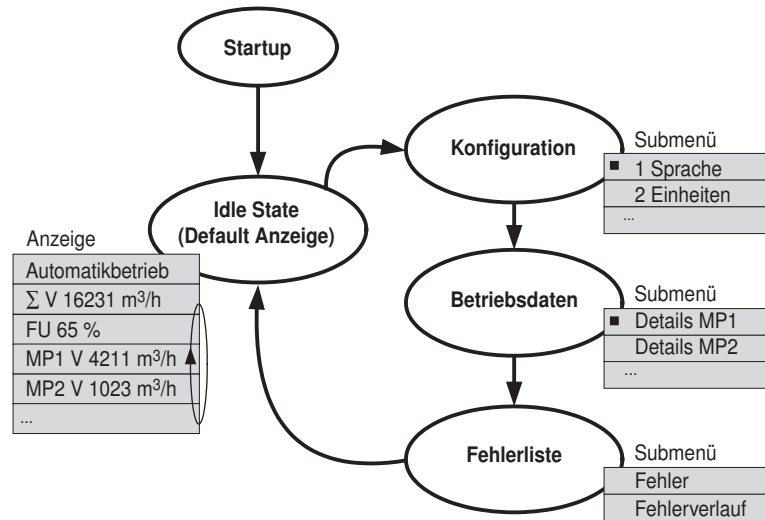 Startup
Konfiguration
Submenü
■ 1 Sprache
2 Einheiten
...
Idle State
(Default Anzeige)
Anzeige
Automatikbetrieb
Σ V 16231 m³/h
FU 65 %
MP1 V 4211 m³/h
MP2 V 1023 m³/h
...
Betriebsdaten
Submenü
■ Details MP1
Details MP2
...
Fehlerliste
Submenü
Fehler
Fehlerverlauf